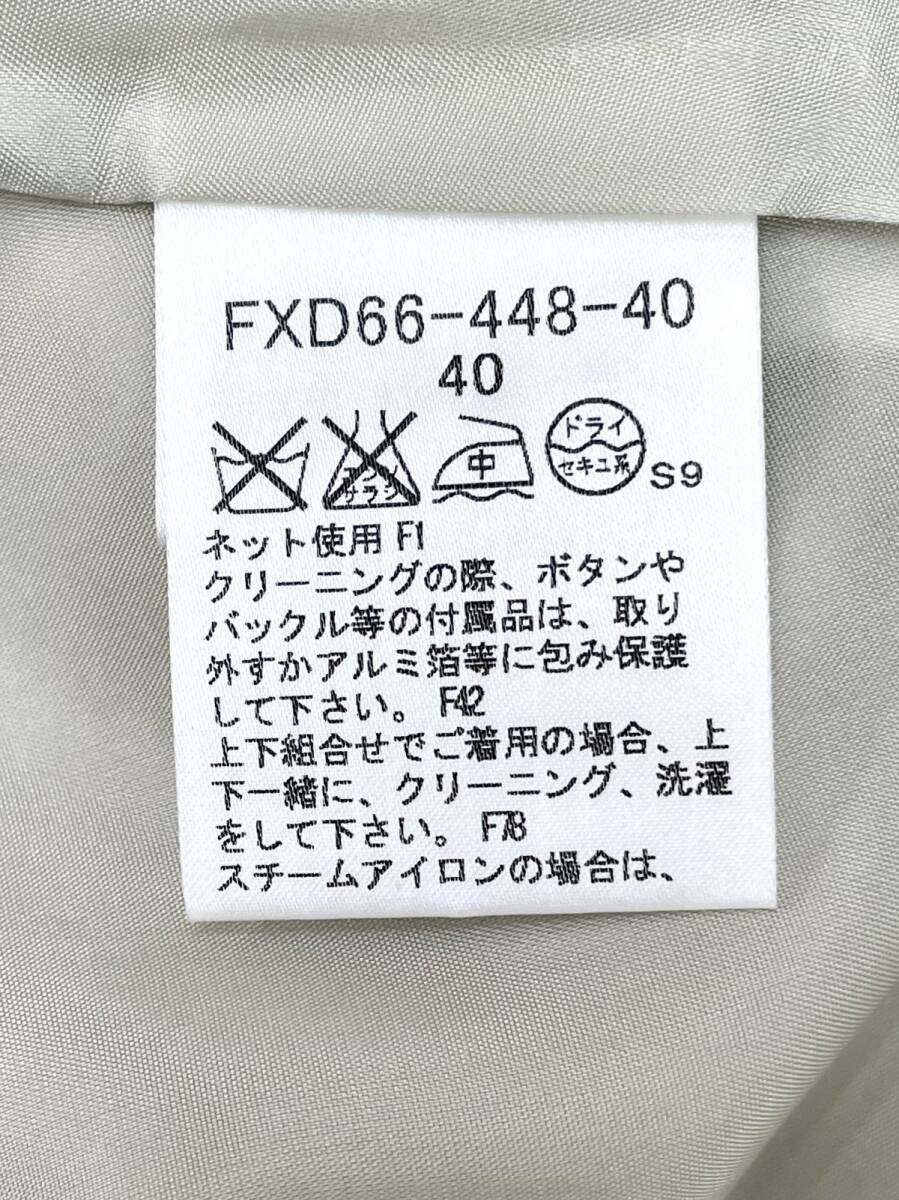 FXD66-448-40
40
エンソ
サラシ
中
ドライ
セキユ系
S9
ネット使用 F1
クリーニングの際、ボタンや
バックル等の付属品は、取り
外すかアルミ箔等に包み保護
して下さい。 F42
上下組合せでご着用の場合、上
下一緒に、クリーニング、洗濯
をして下さい。 F78
スチームアイロンの場合は、